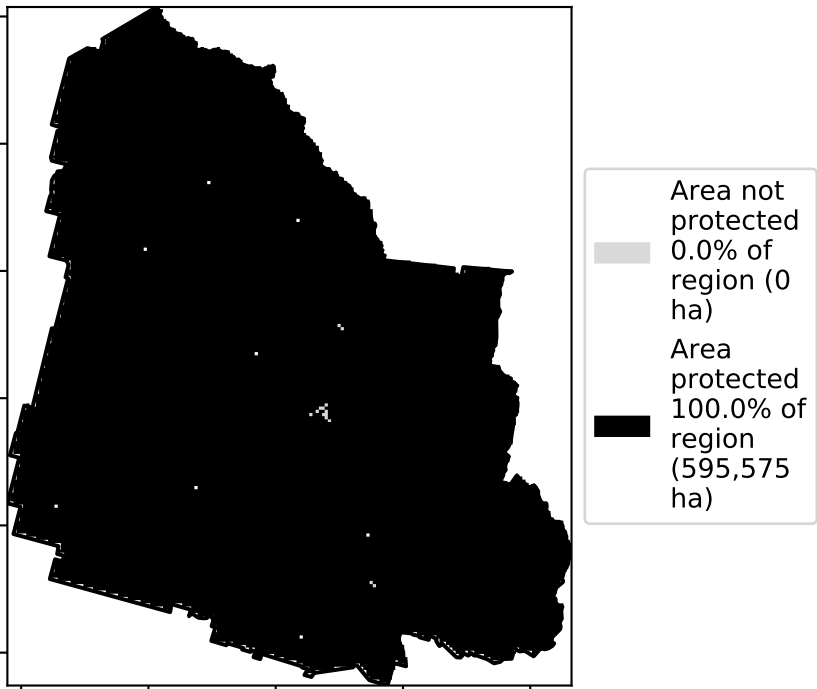 Area not
protected
0.0% of
region (0
ha)
Area
protected
100.0% of
region
(595,575
ha)